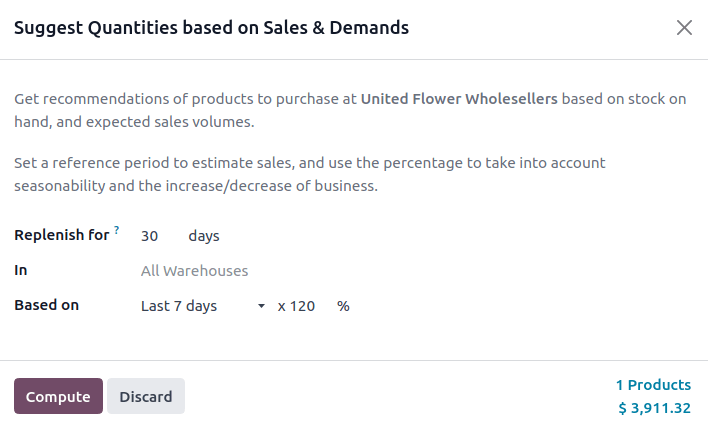 Suggest Quantities based on Sales & Demands
Get recommendations of products to purchase at United Flower Wholesellers based on stock on
hand, and expected sales volumes.
Set a reference period to estimate sales, and use the percentage to take into account
seasonability and the increase/decrease of business.
Replenish for ? 30 days
In All Warehouses
Based on Last 7 days x 120 %
Compute Discard
1 Products
$ 3,911.32